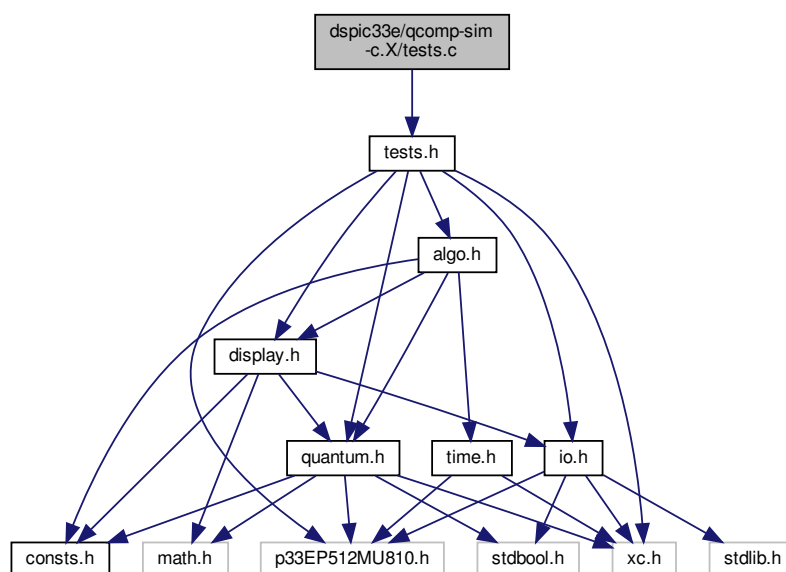 dspic33e/qcomp-sim
-c.X/tests.c
tests.h
algo.h
display.h
quantum.h
time.h
io.h
consts.h
math.h
p33EP512MU810.h
stdbool.h
xc.h
stdlib.h